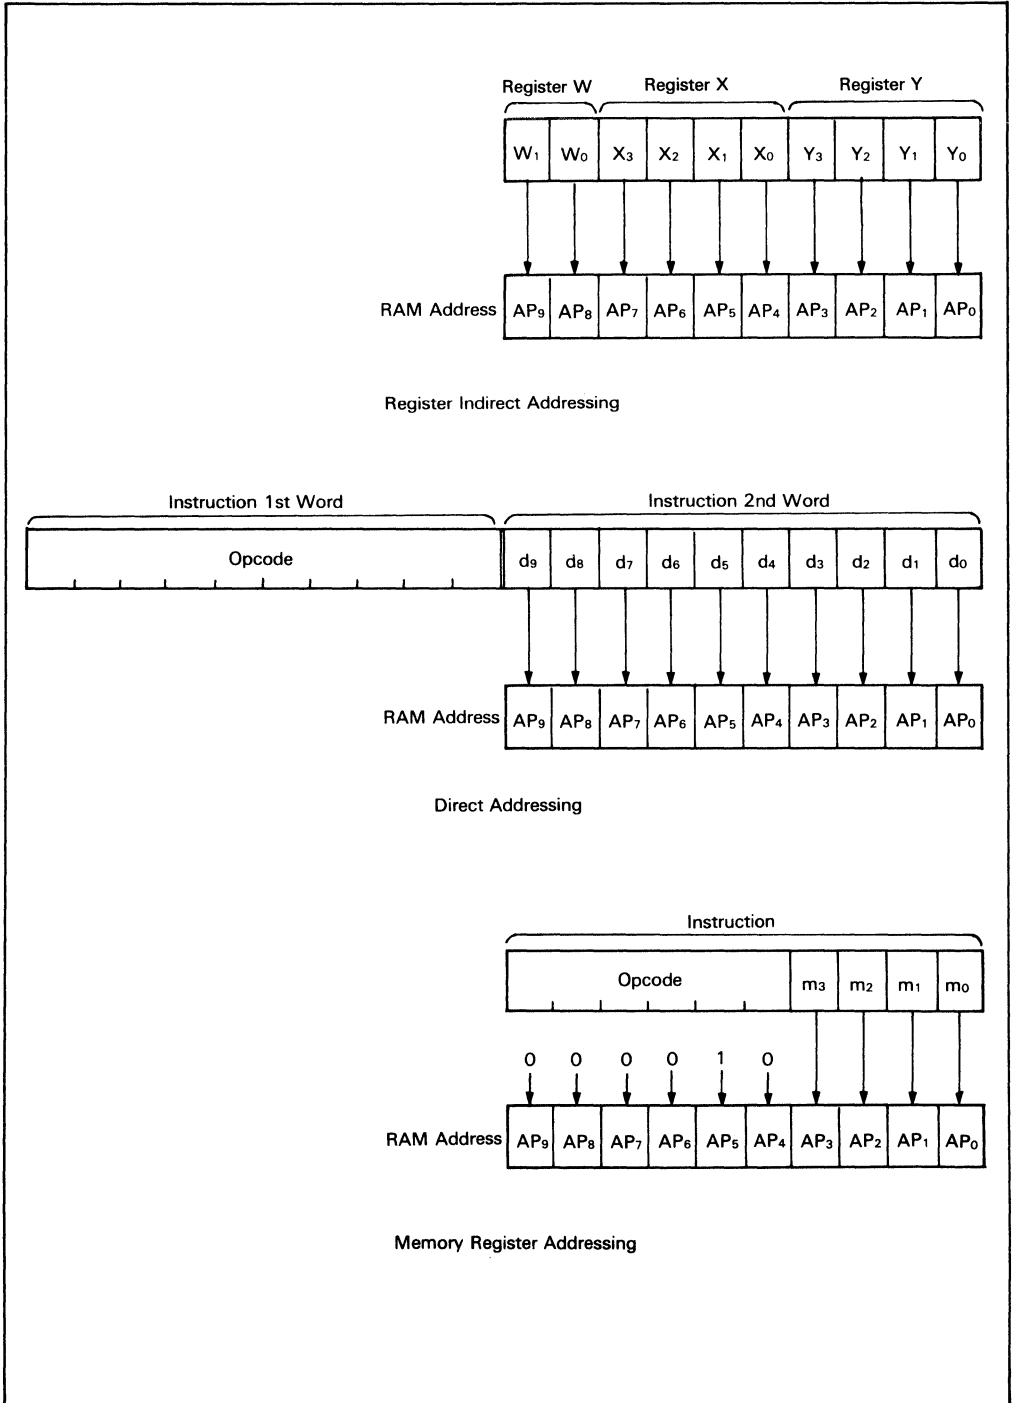 Register W Register X Register Y
W1 W0 X3 X2 X1 X0 Y3 Y2 Y1 Y0
RAM Address AP9 AP8 AP7 AP6 AP5 AP4 AP3 AP2 AP1 AP0
Register Indirect Addressing
Instruction 1st Word Instruction 2nd Word
Opcode d9 d8 d7 d6 d5 d4 d3 d2 d1 d0
RAM Address AP9 AP8 AP7 AP6 AP5 AP4 AP3 AP2 AP1 AP0
Direct Addressing
Instruction
Opcode m3 m2 m1 m0
0 0 0 0 1 0
RAM Address AP9 AP8 AP7 AP6 AP5 AP4 AP3 AP2 AP1 AP0
Memory Register Addressing